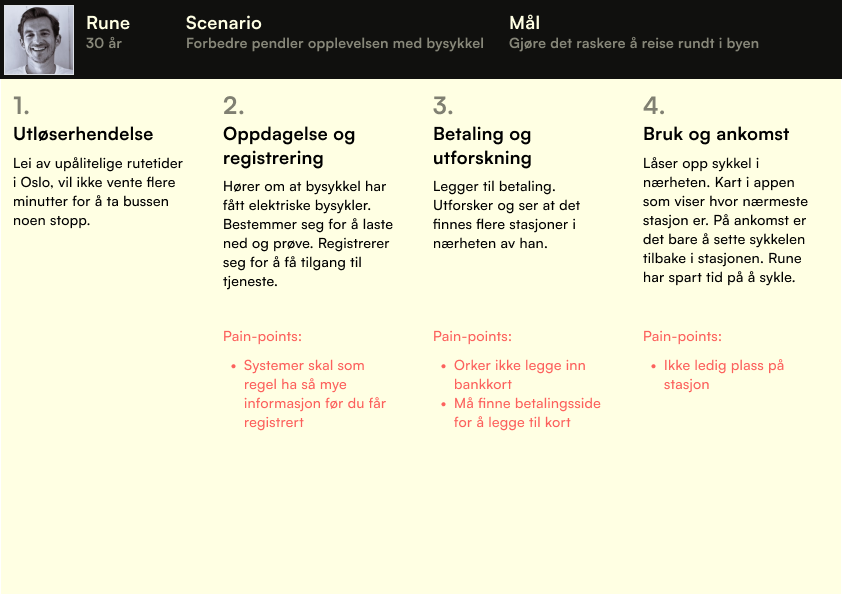 Rune
30 år
Scenario
Forbedre pendler opplevelsen med bysykkel
Mål
Gjøre det raskere å reise rundt i byen
1.
Utløserhendelse
Lei av upålitelige rutetider
i Oslo, vil ikke vente flere
minutter for å ta bussen
noen stopp.
2.
Oppdagelse og
registrering
Hører om at bysykkel har
fått elektriske bysykler.
Bestemmer seg for å laste
ned og prøve. Registrerer
seg for å få tilgang til
tjeneste.
Pain-points:
• Systemer skal som
regel ha så mye
informasjon før du får
registrert
3.
Betaling og
utforskning
Legger til betaling.
Utforsker og ser at det
finnes flere stasjoner i
nærheten av han.
Pain-points:
• Orker ikke legge inn
bankkort
• Må finne betalingsside
for å legge til kort
4.
Bruk og ankomst
Låser opp sykkel i
nærheten. Kart i appen
som viser hvor nærmeste
stasjon er. På ankomst er
det bare å sette sykkelen
tilbake i stasjonen. Rune
har spart tid på å sykle.
Pain-points:
• Ikke ledig plass på
stasjon